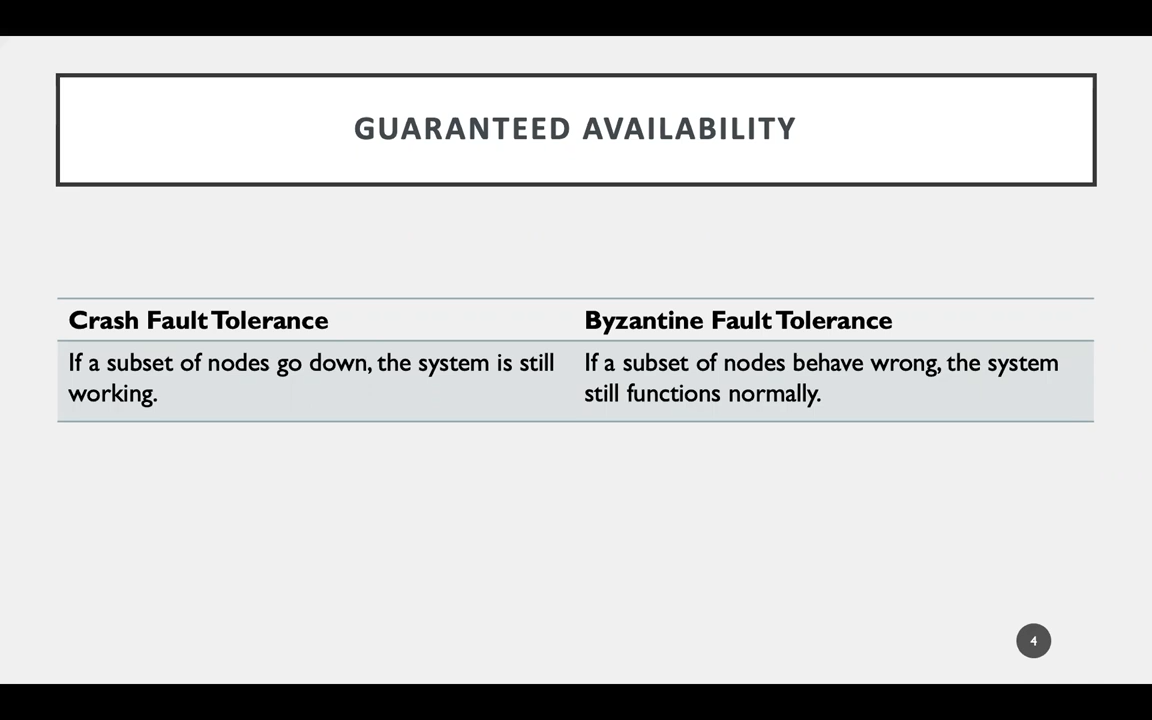 GUARANTEED AVAILABILITY
Crash Fault Tolerance
If a subset of nodes go down, the system is still
working.
Byzantine Fault Tolerance
If a subset of nodes behave wrong, the system
still functions normally.
4